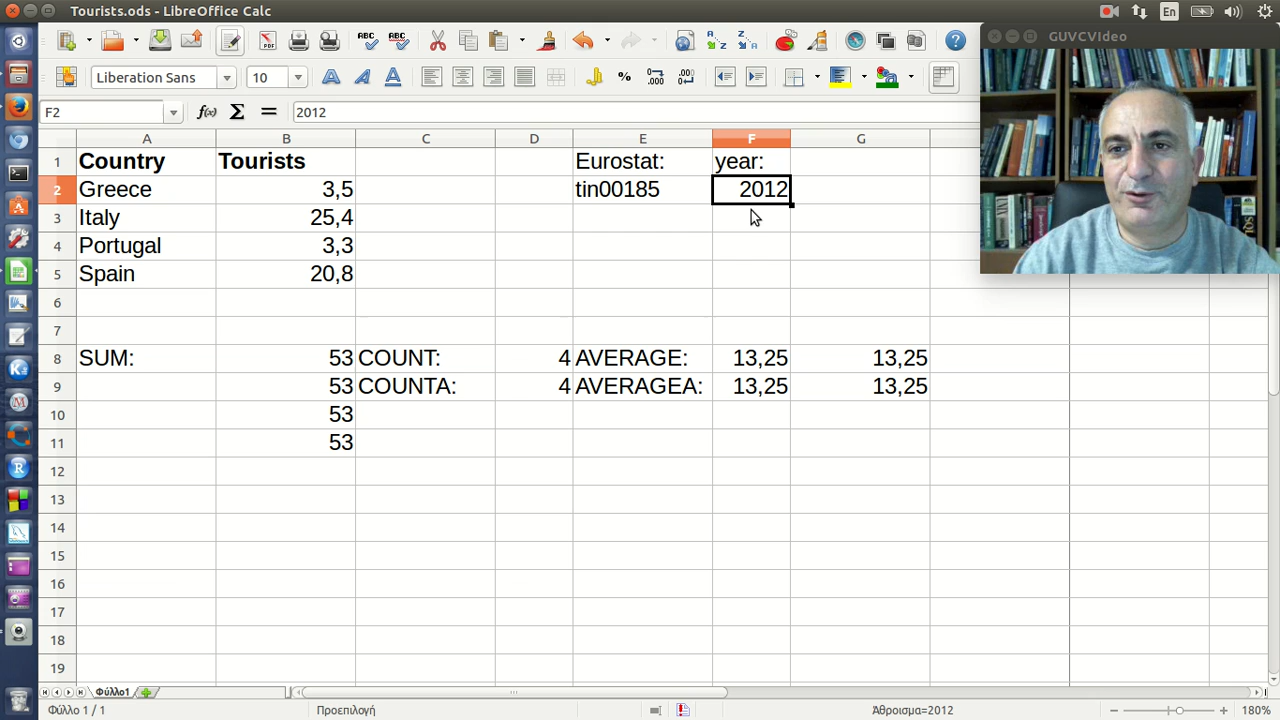 Tourists.ods - LibreOffice Calc
En
GUVCVIdeo
Liberation Sans 10
F2 2012
A B C D E F G
1 Country Tourists Eurostat: year:
2 Greece 3,5 tin00185 2012
3 Italy 25,4
4 Portugal 3,3
5 Spain 20,8
6
7
8 SUM: 53 COUNT: 4 AVERAGE: 13,25 13,25
9 53 COUNTA: 4 AVERAGEA: 13,25 13,25
10 53
11 53
12
13
14
15
16
17
18
19
Φύλλο1
Φύλλο 1 / 1 Προεπιλογή Άθροισμα=2012 180%